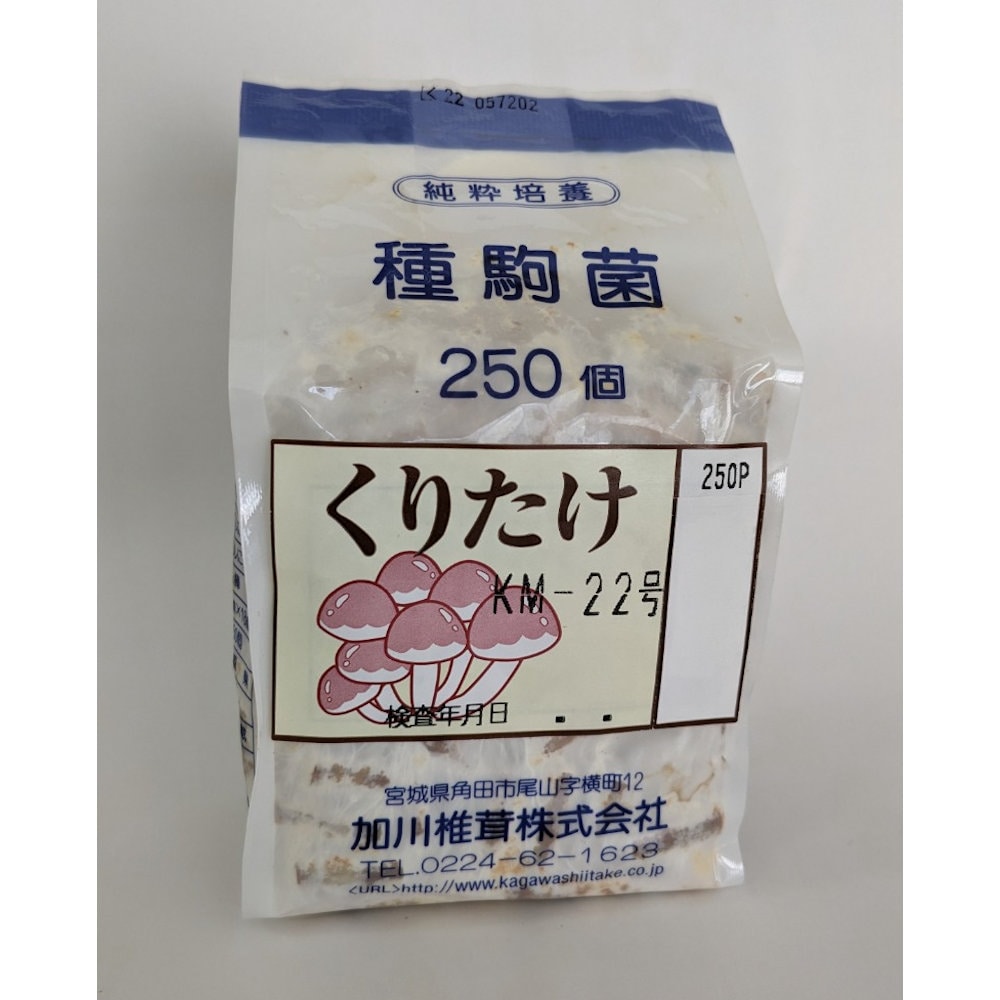 く22 057202
純粋培養
種駒菌
250個
くりたけ
250P
KM-22号
検査年月日 . .
宮城県角田市尾山字横町12
加川椎茸株式会社
TEL.0224-62-1623
<URL>http://www.kagawashiitake.co.jp